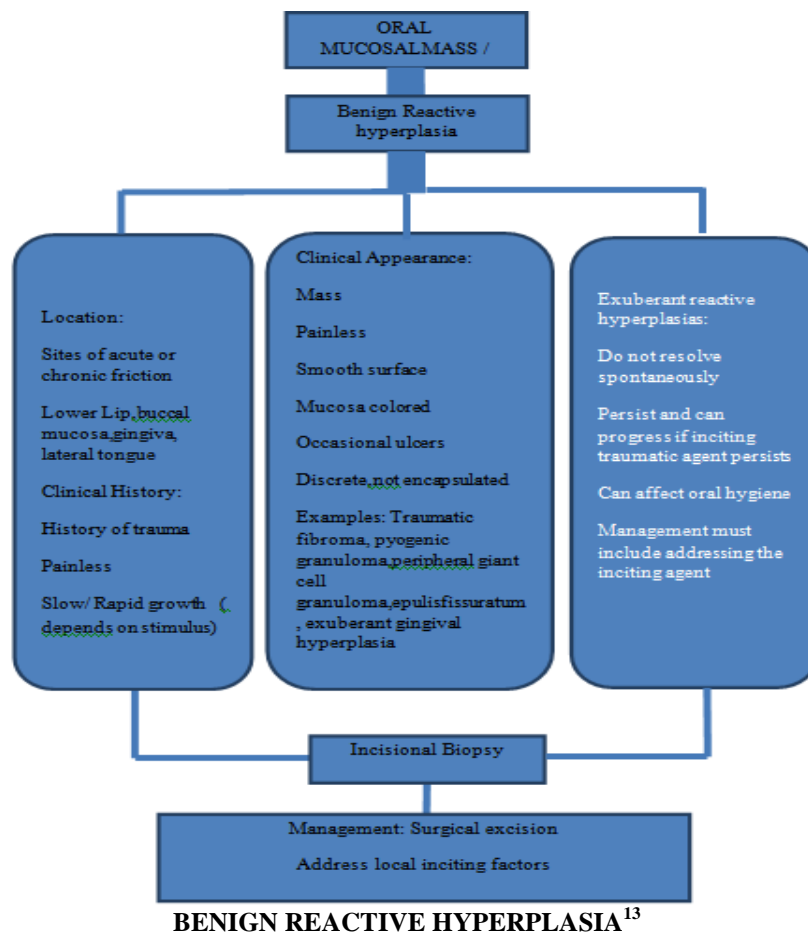 ORAL
MUCOSALMASS /
Benign Reactive
hyperplasia
Location:
Sites of acute or
chronic friction
Lower Lip,buccal
mucosa,gingiva,
lateral tongue
Clinical History:
History of trauma
Painless
Slow/ Rapid growth (
depends on stimulus)
Clinical Appearance:
Mass
Painless
Smooth surface
Mucosa colored
Occasional ulcers
Discrete,not encapsulated
Examples: Traumatic
fibroma, pyogenic
granuloma,peripheral giant
cell
granuloma,epulisfissuratum
, exuberant gingival
hyperplasia
Exuberant reactive
hyperplasias:
Do not resolve
spontaneously
Persist and can
progress if inciting
traumatic agent persists
Can affect oral hygiene
Management must
include addressing the
inciting agent
Incisional Biopsy
Management: Surgical excision
Address local inciting factors
BENIGN REACTIVE HYPERPLASIA13